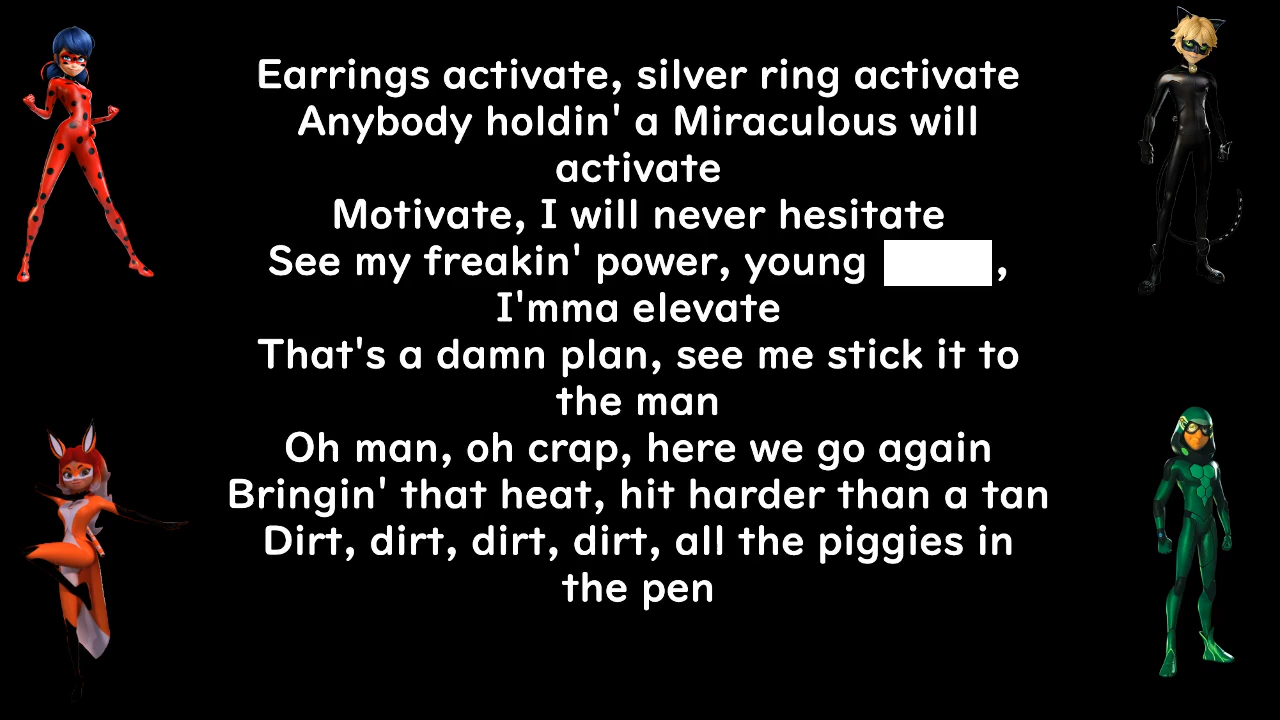 Earrings activate, silver ring activate
Anybody holdin' a Miraculous will
activate
Motivate, I will never hesitate
See my freakin' power, young ,
I'mma elevate
That's a damn plan, see me stick it to
the man
Oh man, oh crap, here we go again
Bringin' that heat, hit harder than a tan
Dirt, dirt, dirt, dirt, all the piggies in
the pen